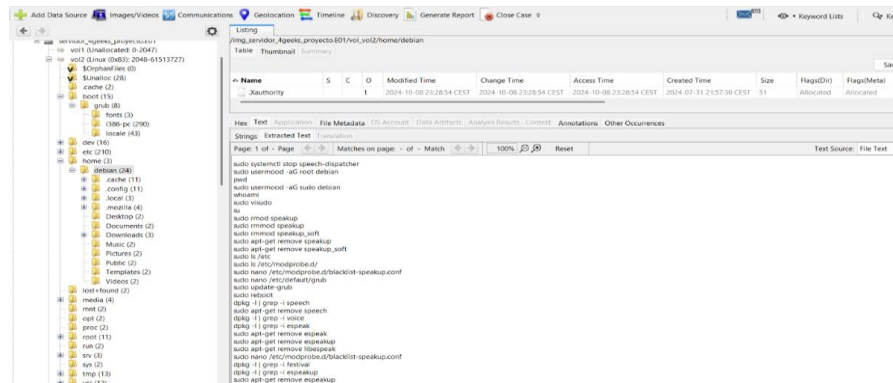 Add Data Source Images/Videos Communications Geolocation Timeline Discovery Generate Report Close Case Keyword Lists
Listing
/img_servidor_4geeks_proyecto.E01/vol_vol2/home/debian
Table Thumbnail Summary
Name S C O Modified Time Change Time Access Time Created Time Size Flags(Dir) Flags(Meta)
.Xauthority 1 2024-10-08 23:28:54 CEST 2024-10-08 23:28:54 CEST 2024-10-08 23:28:54 CEST 2024-07-31 21:57:30 CEST 51 Allocated Allocated
Hex Text Application File Metadata OS Account Data Artifacts Analysis Results Context Annotations Other Occurrences
Strings Extracted Text Translation
Page: 1 of - Page Matches on page: - of - Match 100% Reset Text Source: File Text
servidor_4geeks_proyecto.E01
vol1 (Unallocated: 0-2047)
vol2 (Linux (0x83): 2048-61513727)
$OrphanFiles (0)
$Unalloc (28)
.cache (2)
boot (15)
grub (8)
fonts (3)
i386-pc (290)
locale (43)
dev (16)
etc (210)
home (3)
debian (24)
.cache (11)
.config (11)
.local (3)
.mozilla (4)
Desktop (2)
Documents (2)
Downloads (3)
Music (2)
Pictures (2)
Public (2)
Templates (2)
Videos (2)
lost+found (2)
media (4)
mnt (2)
opt (2)
proc (2)
root (11)
run (2)
srv (3)
sys (2)
tmp (13)
sudo systemctl stop speech-dispatcher
sudo usermood -aG root debian
pwd
sudo usermood -aG sudo debian
whoami
sudo visudo
su
sudo rmod speakup
sudo rmmod speakup
sudo rmmod speakup_soft
sudo apt-get remove speakup
sudo apt-get remove speakup_soft
sudo ls /etc
sudo ls /etc/modprobe.d/
sudo nano /etc/modprobe.d/blacklist-speakup.conf
sudo nano /etc/default/grub
sudo update-grub
sudo reboot
dpkg -l | grep -i speech
sudo apt-get remove speech
dpkg -l | grep -i voice
dpkg -l | grep -i espeak
sudo apt-get remove espeak
sudo apt-get remove espeakup
sudo apt-get remove libespeak
sudo nano /etc/modprobe.d/blacklist-speakup.conf
dpkg -l | grep -i festival
dpkg -l | grep -i espeakup
sudo apt-get remove espeakup